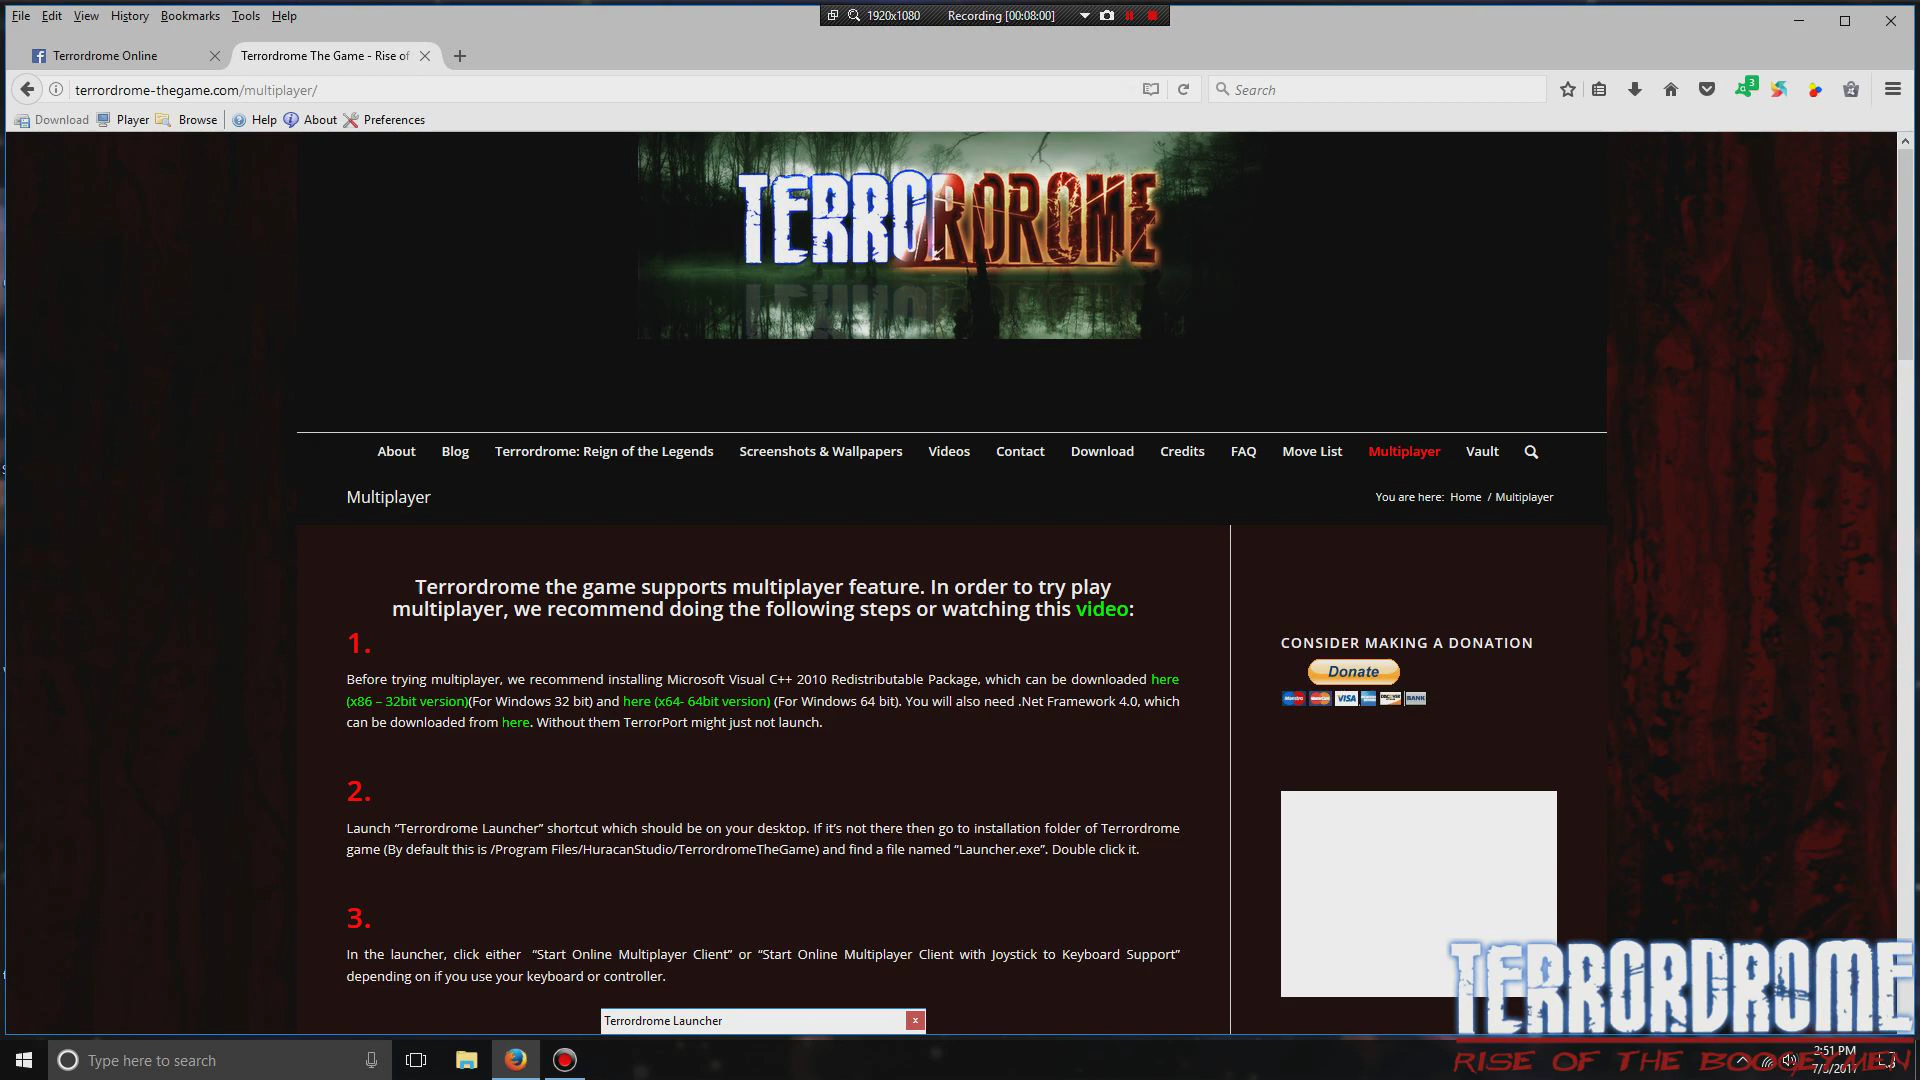 File Edit View History Bookmarks Tools Help
1920x1080 Recording [00:08:00]
Terrordrome Online
Terrordrome The Game - Rise of
terrordrome-thegame.com/multiplayer/
Search
3
Download Player Browse Help About Preferences
TERRORDROME
About Blog Terrordrome: Reign of the Legends Screenshots & Wallpapers Videos Contact Download Credits FAQ Move List Multiplayer Vault
Multiplayer
You are here: Home / Multiplayer
Terrordrome the game supports multiplayer feature. In order to try play
multiplayer, we recommend doing the following steps or watching this video:
1.
Before trying multiplayer, we recommend installing Microsoft Visual C++ 2010 Redistributable Package, which can be downloaded here
(x86 – 32bit version)(For Windows 32 bit) and here (x64- 64bit version) (For Windows 64 bit). You will also need .Net Framework 4.0, which
can be downloaded from here. Without them TerrorPort might just not launch.
2.
Launch “Terrordrome Launcher” shortcut which should be on your desktop. If it’s not there then go to installation folder of Terrordrome
game (By default this is /Program Files/HuracanStudio/TerrordromeTheGame) and find a file named “Launcher.exe”. Double click it.
3.
In the launcher, click either “Start Online Multiplayer Client” or “Start Online Multiplayer Client with Joystick to Keyboard Support”
depending on if you use your keyboard or controller.
Terrordrome Launcher
CONSIDER MAKING A DONATION
Donate
Maestro MasterCard VISA DISCOVER BANK
TERRORDROME
RISE OF THE BOOGEYMEN
Type here to search
2:51 PM